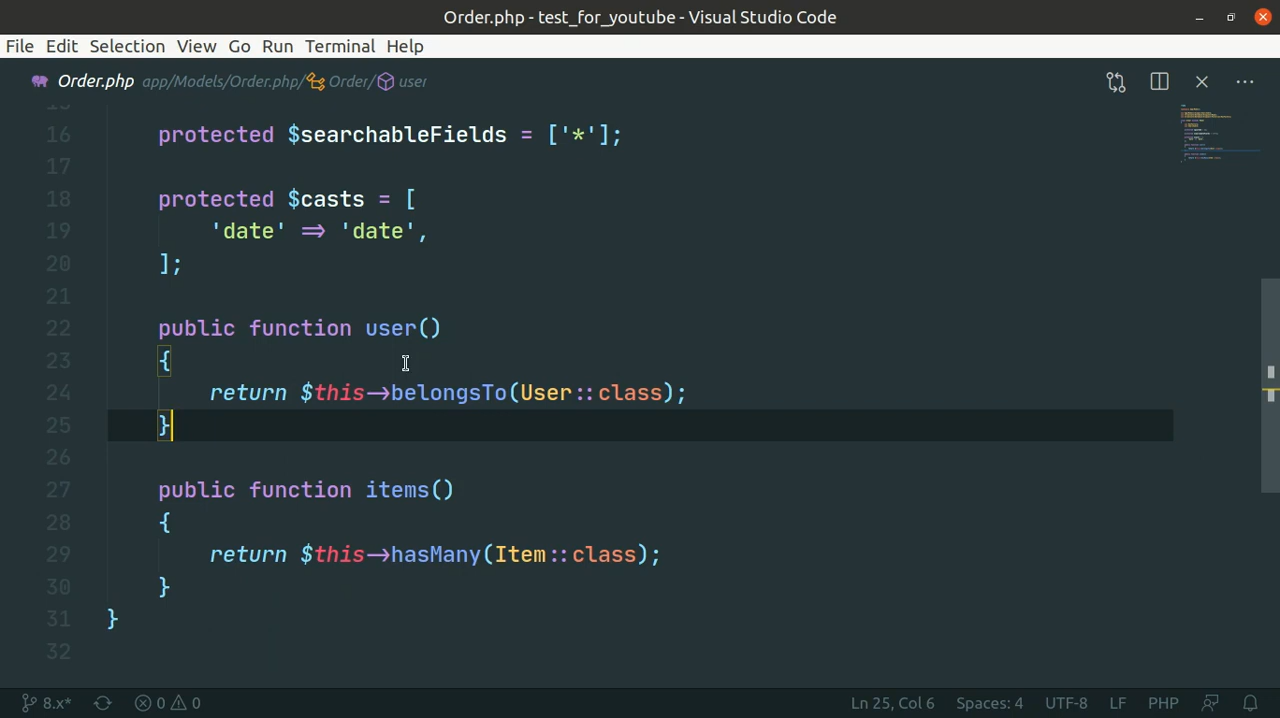 Order.php - test_for_youtube - Visual Studio Code
File Edit Selection View Go Run Terminal Help
Order.php app/Models/Order.php/ Order/ user
16 protected $searchableFields = ['*'];
17
18 protected $casts = [
19 'date' => 'date',
20 ];
21
22 public function user()
23 {
24 return $this->belongsTo(User::class);
25 }
26
27 public function items()
28 {
29 return $this->hasMany(Item::class);
30 }
31 }
32
8.x* 0 0 Ln 25, Col 6 Spaces: 4 UTF-8 LF PHP